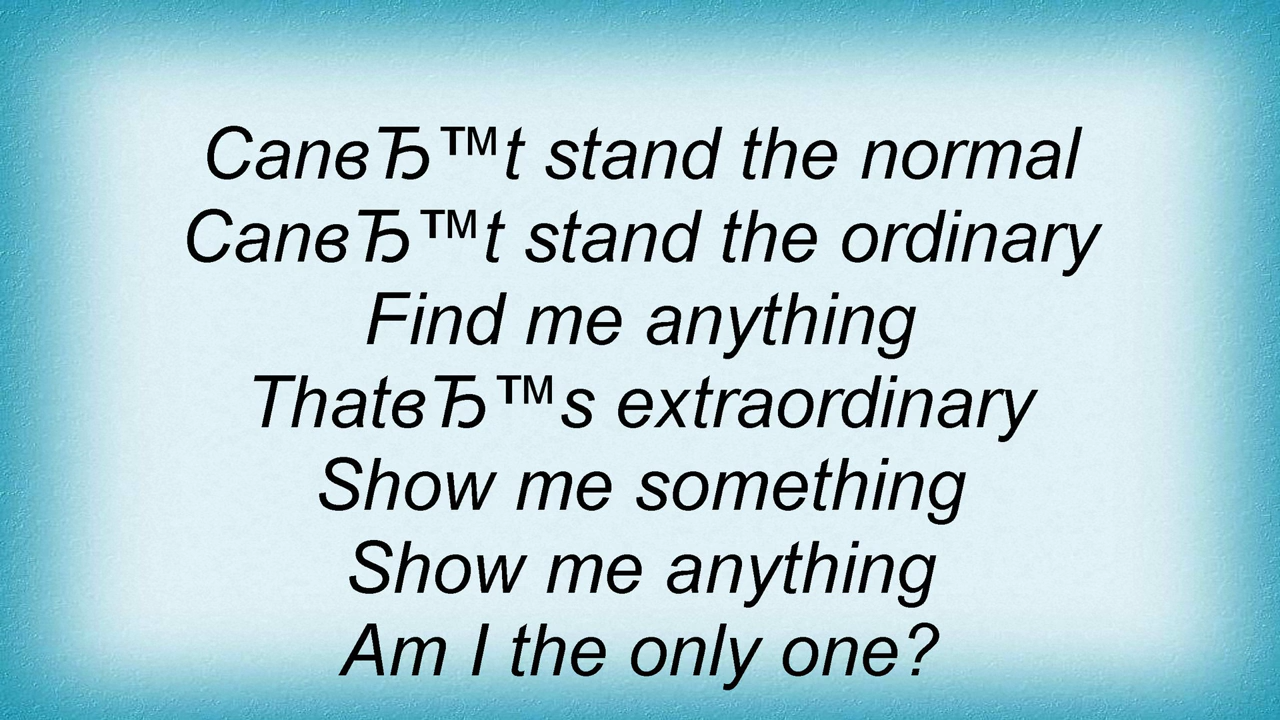 CanвЂ™t stand the normal
CanвЂ™t stand the ordinary
Find me anything
ThatвЂ™s extraordinary
Show me something
Show me anything
Am I the only one?